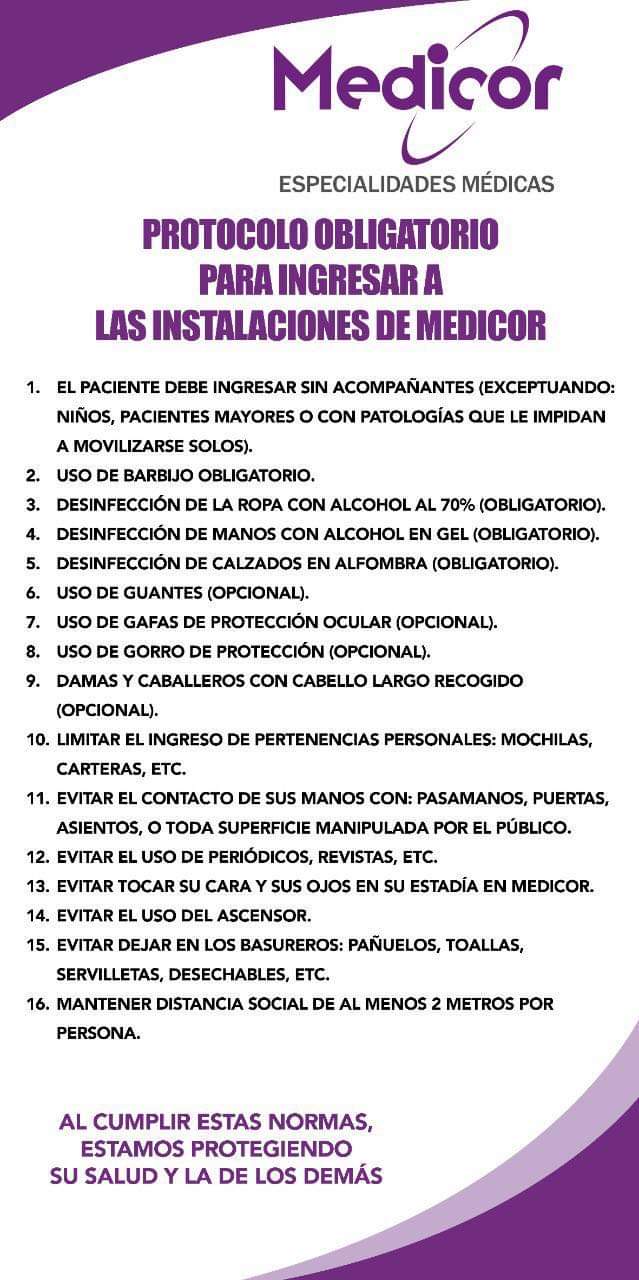 Medicor
ESPECIALIDADES MÉDICAS
PROTOCOLO OBLIGATORIO
PARA INGRESAR A
LAS INSTALACIONES DE MEDICOR
1. EL PACIENTE DEBE INGRESAR SIN ACOMPAÑANTES (EXCEPTUANDO:
NIÑOS, PACIENTES MAYORES O CON PATOLOGÍAS QUE LE IMPIDAN
A MOVILIZARSE SOLOS).
2. USO DE BARBIJO OBLIGATORIO.
3. DESINFECCIÓN DE LA ROPA CON ALCOHOL AL 70% (OBLIGATORIO).
4. DESINFECCIÓN DE MANOS CON ALCOHOL EN GEL (OBLIGATORIO).
5. DESINFECCIÓN DE CALZADOS EN ALFOMBRA (OBLIGATORIO).
6. USO DE GUANTES (OPCIONAL).
7. USO DE GAFAS DE PROTECCIÓN OCULAR (OPCIONAL).
8. USO DE GORRO DE PROTECCIÓN (OPCIONAL).
9. DAMAS Y CABALLEROS CON CABELLO LARGO RECOGIDO
(OPCIONAL).
10. LIMITAR EL INGRESO DE PERTENENCIAS PERSONALES: MOCHILAS,
CARTERAS, ETC.
11. EVITAR EL CONTACTO DE SUS MANOS CON: PASAMANOS, PUERTAS,
ASIENTOS, O TODA SUPERFICIE MANIPULADA POR EL PÚBLICO.
12. EVITAR EL USO DE PERIÓDICOS, REVISTAS, ETC.
13. EVITAR TOCAR SU CARA Y SUS OJOS EN SU ESTADÍA EN MEDICOR.
14. EVITAR EL USO DEL ASCENSOR.
15. EVITAR DEJAR EN LOS BASUREROS: PAÑUELOS, TOALLAS,
SERVILLETAS, DESECHABLES, ETC.
16. MANTENER DISTANCIA SOCIAL DE AL MENOS 2 METROS POR
PERSONA.
AL CUMPLIR ESTAS NORMAS,
ESTAMOS PROTEGIENDO
SU SALUD Y LA DE LOS DEMÁS